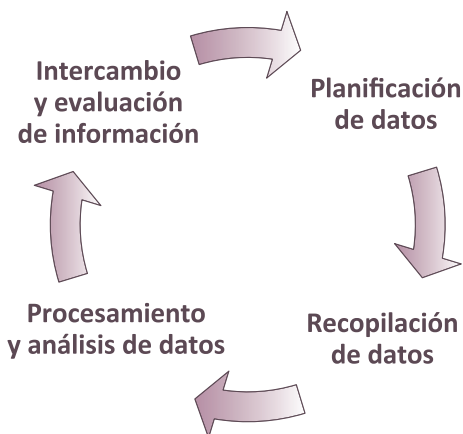 Intercambio
y evaluación
de información
Planificación
de datos
Recopilación
de datos
Procesamiento
y análisis de datos